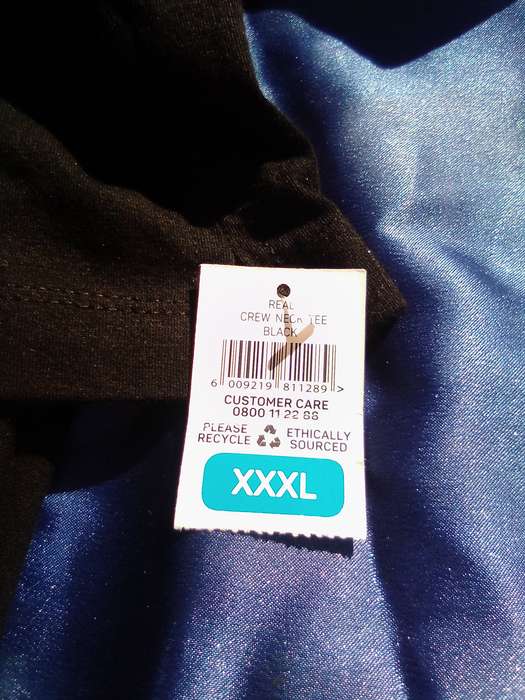 REAL
CREW NECK TEE
BLACK
6 009219 811289 >
CUSTOMER CARE
0800 11 22 88
PLEASE RECYCLE
ETHICALLY SOURCED
XXXL